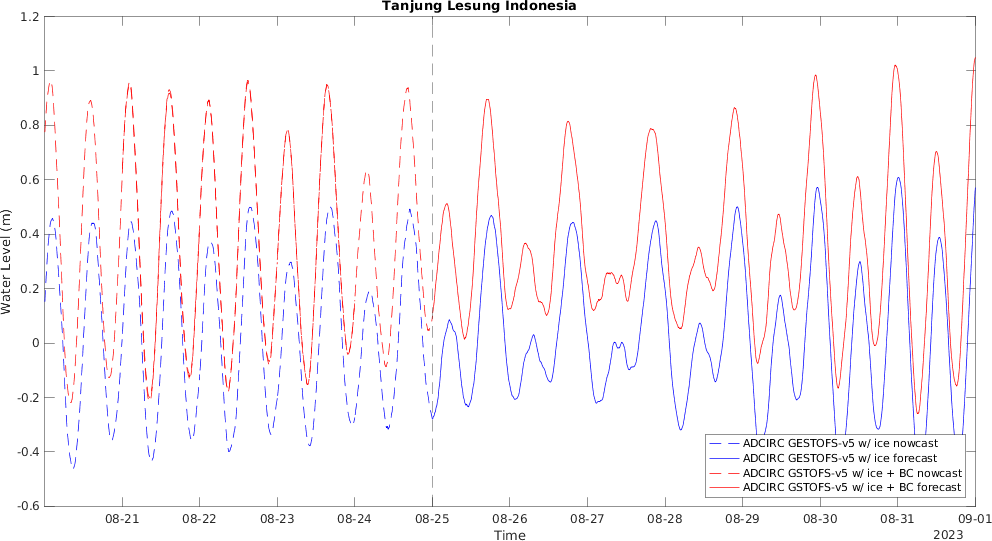 Tanjung Lesung Indonesia
1.2
1
0.8
0.6
0.4
0.2
0
-0.2
-0.4
-0.6
Water Level (m)
08-21 08-22 08-23 08-24 08-25 08-26 08-27 08-28 08-29 08-30 08-31 09-01
Time
2023
ADCIRC GESTOFS-v5 w/ ice nowcast
ADCIRC GESTOFS-v5 w/ ice forecast
ADCIRC GSTOFS-v5 w/ ice + BC nowcast
ADCIRC GSTOFS-v5 w/ ice + BC forecast